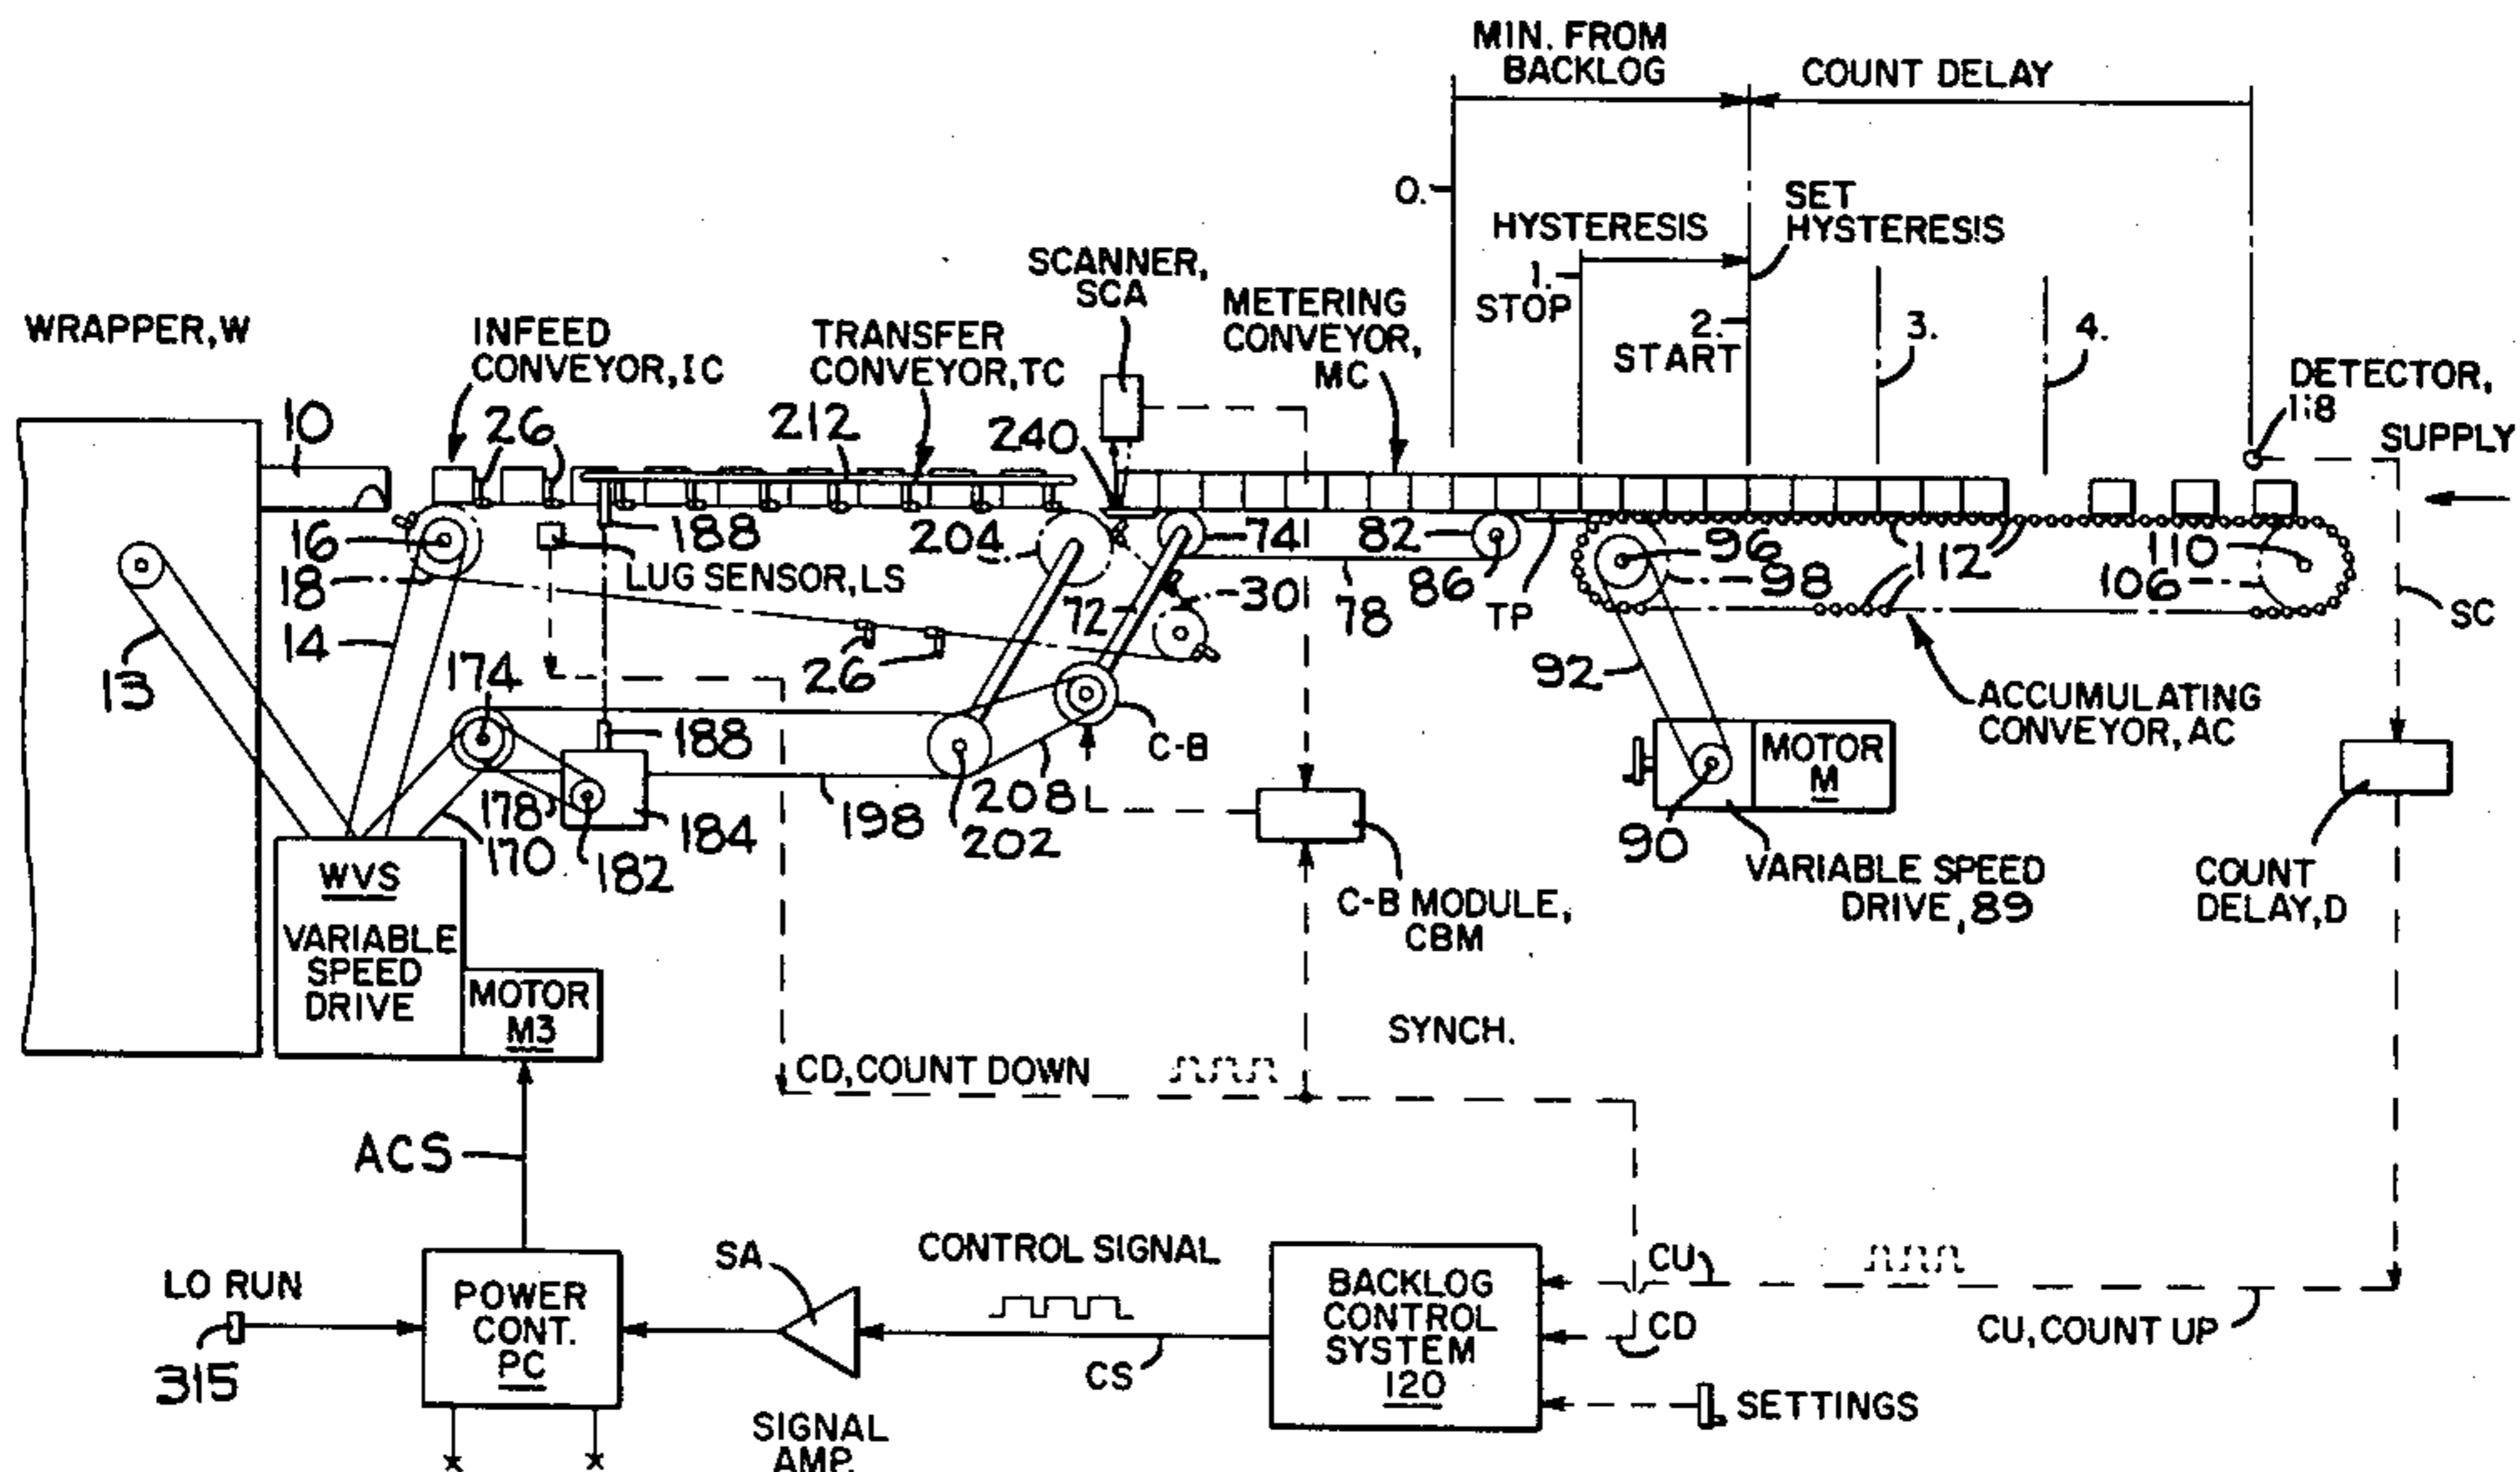 MIN. FROM
BACKLOG
COUNT DELAY
0.
SET
HYSTERESIS
HYSTERESIS
1.
STOP
2.
START
3.
4.
SCANNER,
SCA
METERING
CONVEYOR,
MC
WRAPPER, W
INFEED
CONVEYOR, IC
TRANSFER
CONVEYOR, TC
DETECTOR,
118
SUPPLY
10
26
212
240
16
188
204
74
82
96
112
110
18
LUG SENSOR, LS
72
30
78
86
TP
98
106
SC
14
26
13
174
188
C-B
92
ACCUMULATING
CONVEYOR, AC
MOTOR
M
178
170
182
184
198
202
208
90
VARIABLE SPEED
DRIVE, 89
COUNT
DELAY, D
C-B MODULE,
CBM
WVS
VARIABLE
SPEED
DRIVE
MOTOR
M3
SYNCH.
CD, COUNT DOWN
ACS
LO RUN
315
POWER
CONT.
PC
SA
SIGNAL
AMP.
CONTROL SIGNAL
CS
BACKLOG
CONTROL
SYSTEM
120
CU
CD
CU, COUNT UP
SETTINGS